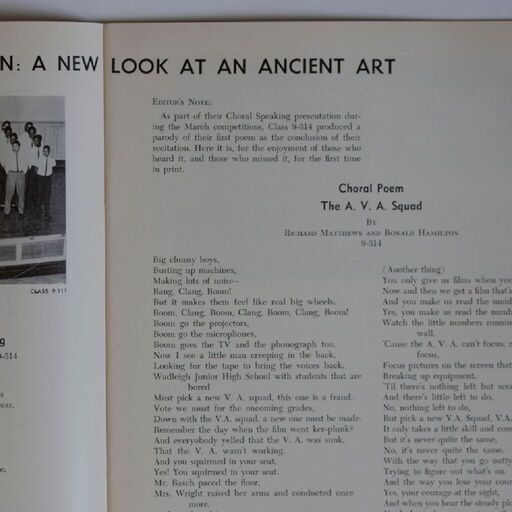 N: A NEW LOOK AT AN ANCIENT ART
CLASS 9-317
g
9-314
s
ear.
e.
EDITOR'S NOTE:
As part of their Choral Speaking presentation dur-
ing the March competitions, Class 9-314 produced a
parody of their first poem as the conclusion of their
recitation. Here it is, for the enjoyment of those who
heard it, and those who missed it, for the first time
in print.
Choral Poem
The A. V. A. Squad
BY
RICHARD MATTHEWS AND RONALD HAMILTON
9-314
Big clumsy boys,
Busting up machines,
Making lots of noise—
Bang, Clang, Boom!
But it makes them feel like real big wheels,
Boom, Clang, Boom, Clang, Boom, Clang, Boom!
Boom go the projectors,
Boom go the microphones,
Boom goes the TV and the phonograph too.
Now I see a little man creeping in the back,
Looking for the tape to bring the voices back.
Wadleigh Junior High School with students that are
bored
Must pick a new V. A. squad, this one is a fraud.
Vote we must for the oncoming grades,
Down with the V.A. squad, a new one must be made.
Remember the day when the film went ker-plunk?
And everybody yelled that the V. A. was sunk.
That the V. A. wasn't working.
And you squirmed in your seat,
Yes! You squirmed in your seat.
Mr. Basch paced the floor;
Mrs. Wright raised her arms and conducted once
more.
(Another thing)
You only give us films when you
Now and then we get a film that's
And you make us read the numb
Yes, you make us read the numb
Watch the little numbers running
wall.
'Cause the A. V. A. can't focus,
focus,
Focus pictures on the screen that
Breaking up equipment,
'Til there's nothing left but scra
And there's little left to do,
No, nothing left to do,
But pick a new V.A. Squad, V.A.
It only takes a little skill and com
But it's never quite the same,
No, it's never quite the same.
With the way that you go nutty
Trying to figure out what's on.
And the way you lose your cour
Yes, your courage at the sight,
And when you hear the steady plo